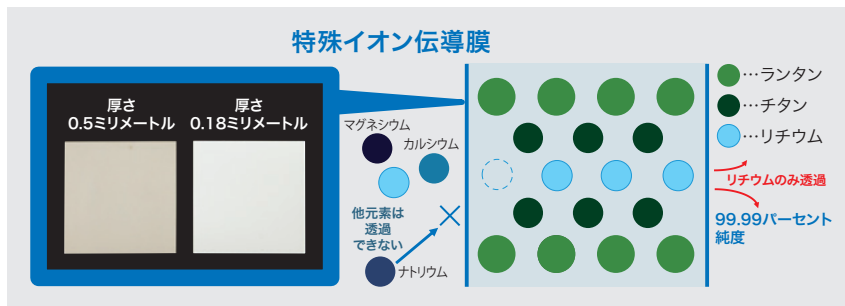 特殊イオン伝導膜
厚さ
0.5ミリメートル
厚さ
0.18ミリメートル
マグネシウム
カルシウム
他元素は
透過
できない
ナトリウム
…ランタン
…チタン
…リチウム
リチウムのみ透過
99.99パーセント
純度